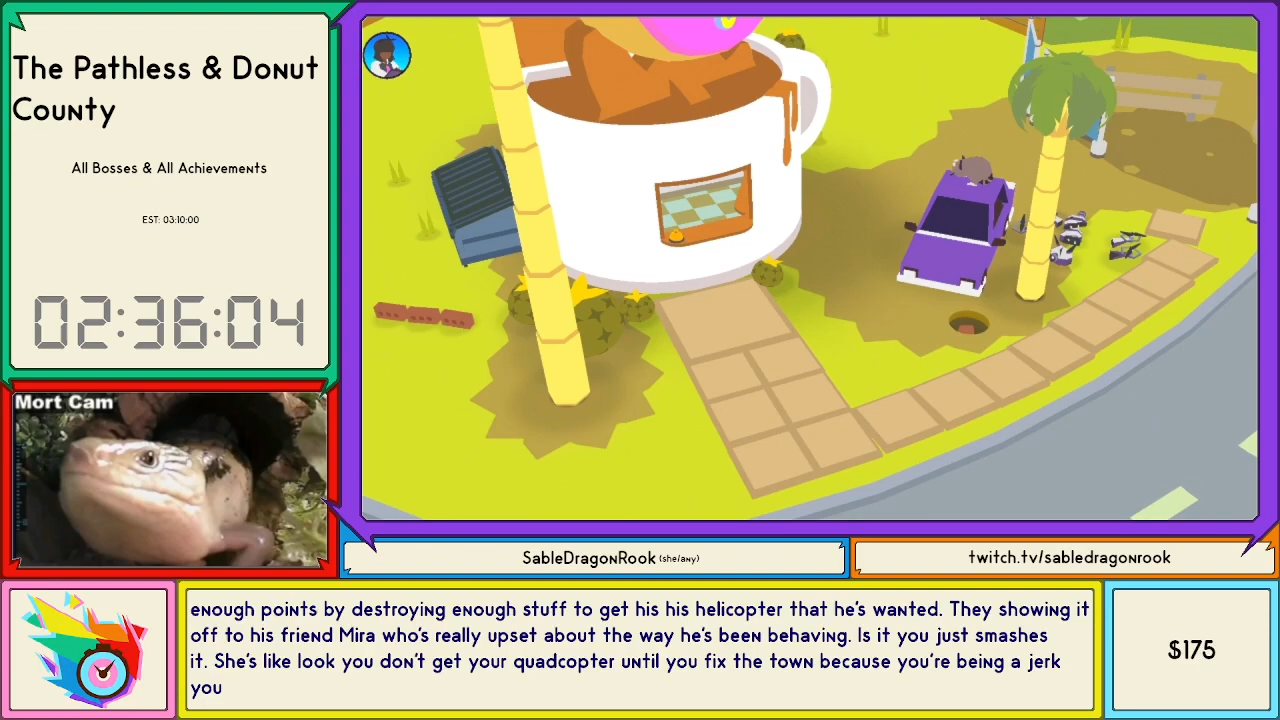 The Pathless & Donut
County
All Bosses & All Achievements
EST: 03:10:00
02:36:04
Mort Cam
SableDragonRook (she/any)
twitch.tv/sabledragonrook
enough points by destroying enough stuff to get his his helicopter that he's wanted. They showing it
off to his friend Mira who's really upset about the way he's been behaving. Is it you just smashes
it. She's like look you don't get your quadcopter until you fix the town because you're being a jerk
you
$175